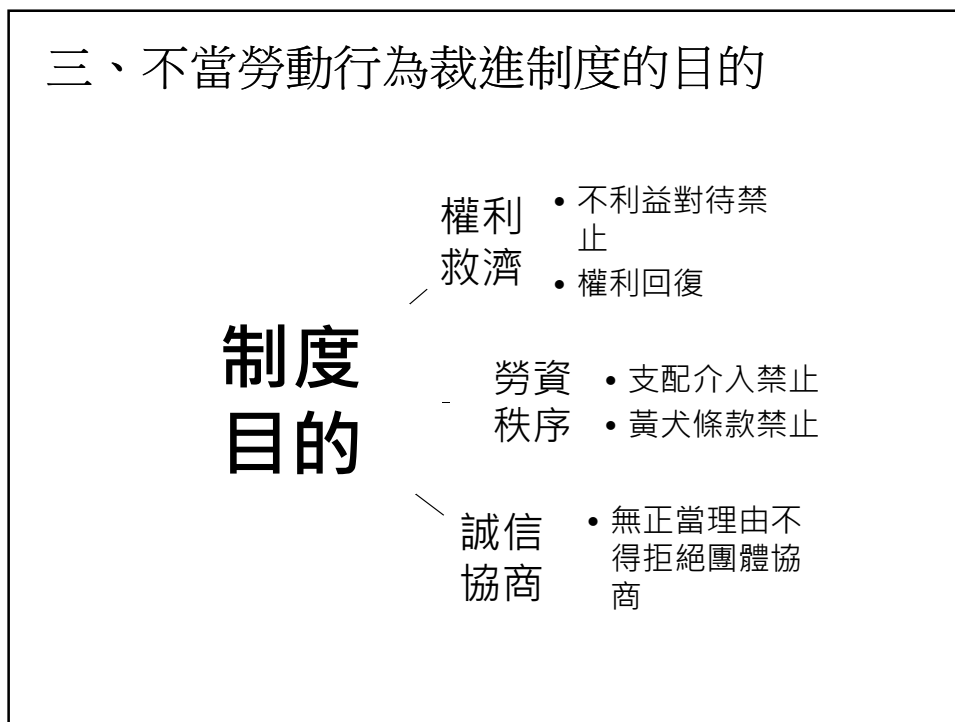 三、不當勞動行為裁進制度的目的
制度
目的
權利
救濟
• 不利益對待禁
止
• 權利回復
勞資
秩序
• 支配介入禁止
• 黃犬條款禁止
誠信
協商
• 無正當理由不
得拒絕團體協
商